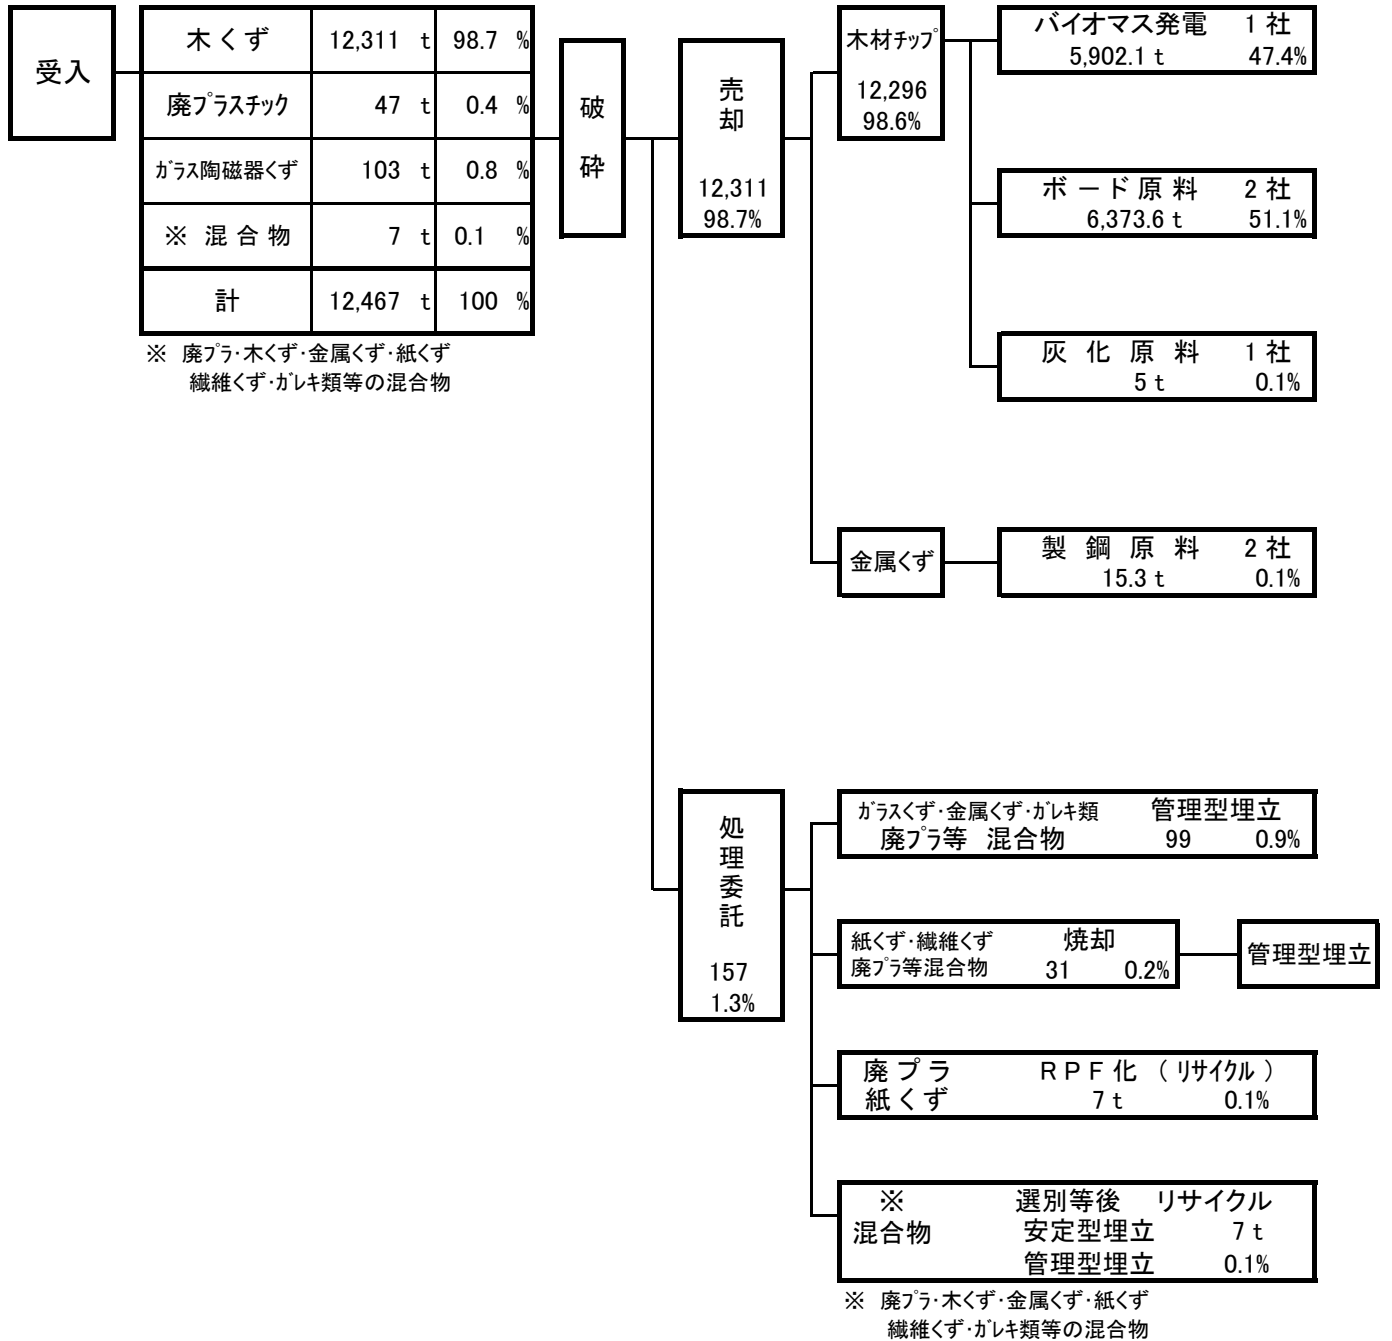 受入
木くず 12,311 t 98.7 %
廃プラスチック 47 t 0.4 %
ガラス陶磁器くず 103 t 0.8 %
※ 混合物 7 t 0.1 %
計 12,467 t 100 %
※ 廃プラ・木くず・金属くず・紙くず
繊維くず・ガレキ類等の混合物
破砕
売却
12,311
98.7%
木材チップ
12,296
98.6%
バイオマス発電 1 社
5,902.1 t 47.4%
ボード原料 2 社
6,373.6 t 51.1%
灰化原料 1 社
5 t 0.1%
金属くず
製鋼原料 2 社
15.3 t 0.1%
処理委託
157
1.3%
ガラスくず・金属くず・ガレキ類 管理型埋立
廃プラ等 混合物 99 0.9%
紙くず・繊維くず 焼却
廃プラ等混合物 31 0.2%
管理型埋立
廃プラ RPF化 (リサイクル)
紙くず 7 t 0.1%
※ 選別等後 リサイクル
混合物 安定型埋立 7 t
管理型埋立 0.1%
※ 廃プラ・木くず・金属くず・紙くず
繊維くず・ガレキ類等の混合物